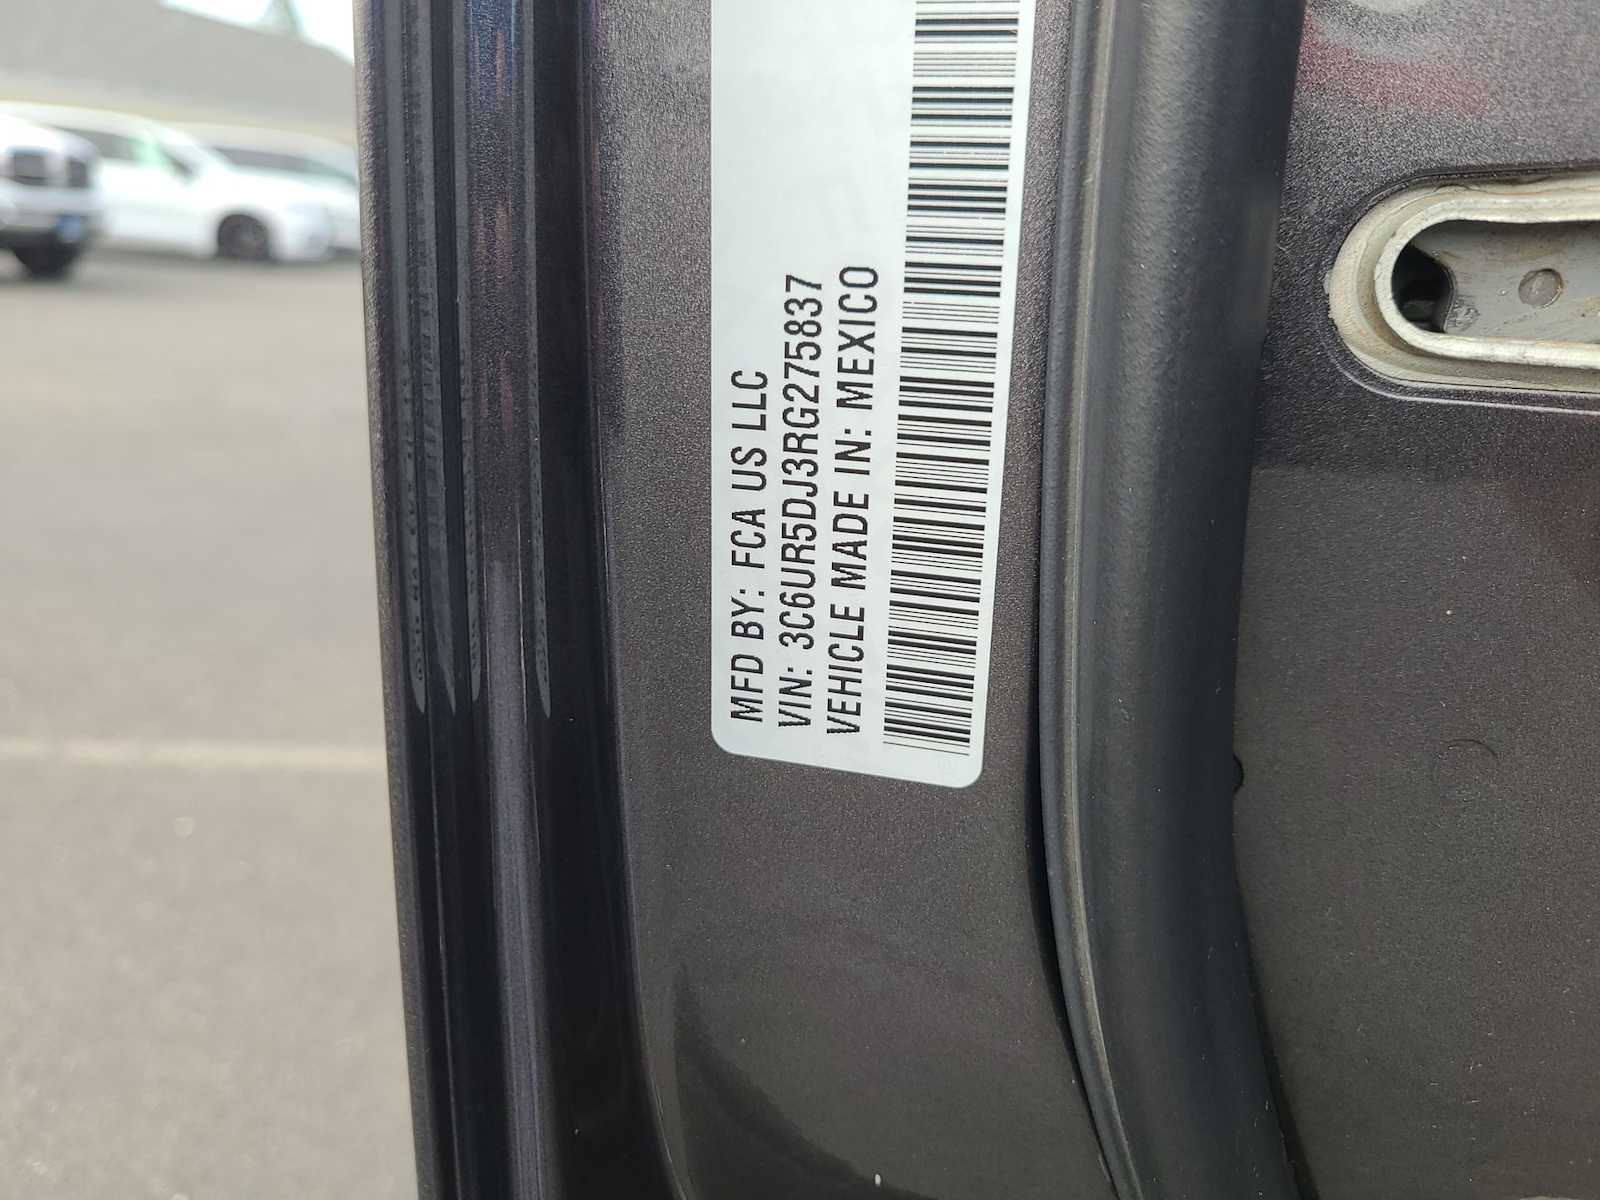 MFD BY: FCA US LLC
VIN: 3C6UR5DJ3RG275837
VEHICLE MADE IN: MEXICO